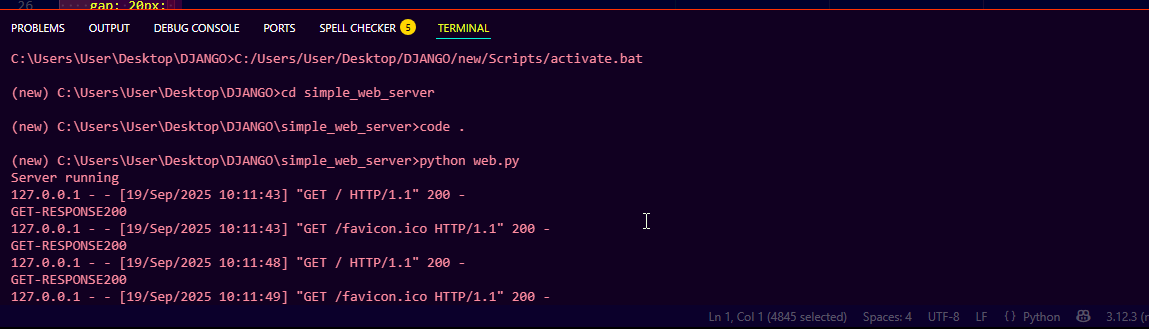 26 gap: 20px;
PROBLEMS OUTPUT DEBUG CONSOLE PORTS SPELL CHECKER 5 TERMINAL
C:\Users\User\Desktop\DJANGO>C:/Users/User/Desktop/DJANGO/new/Scripts/activate.bat
(new) C:\Users\User\Desktop\DJANGO>cd simple_web_server
(new) C:\Users\User\Desktop\DJANGO\simple_web_server>code .
(new) C:\Users\User\Desktop\DJANGO\simple_web_server>python web.py
Server running
127.0.0.1 - - [19/Sep/2025 10:11:43] "GET / HTTP/1.1" 200 -
GET-RESPONSE200
127.0.0.1 - - [19/Sep/2025 10:11:43] "GET /favicon.ico HTTP/1.1" 200 -
GET-RESPONSE200
127.0.0.1 - - [19/Sep/2025 10:11:48] "GET / HTTP/1.1" 200 -
GET-RESPONSE200
127.0.0.1 - - [19/Sep/2025 10:11:49] "GET /favicon.ico HTTP/1.1" 200 -
Ln 1, Col 1 (4845 selected) Spaces: 4 UTF-8 LF {} Python 3.12.3